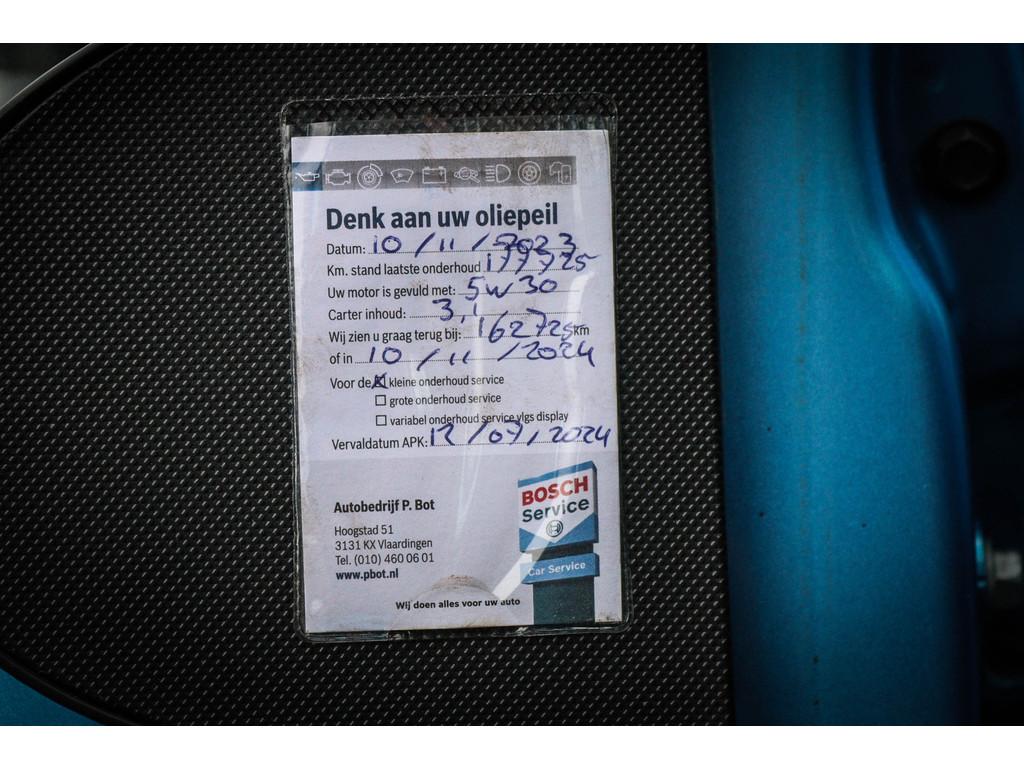 Denk aan uw oliepeil
Datum: 10/11/2023
Km. stand laatste onderhoud 177725
Uw motor is gevuld met: 5W30
Carter inhoud: 3,1
Wij zien u graag terug bij: 162725 km
of in 10/11/2024
Voor de kleine onderhoud service
grote onderhoud service
variabel onderhoud service vlgs display
Vervaldatum APK: 12/07/2024
Autobedrijf P. Bot
Hoogstad 51
3131 KX Vlaardingen
Tel. (010) 460 06 01
www.pbot.nl
BOSCH
Service
Car Service
Wij doen alles voor uw auto